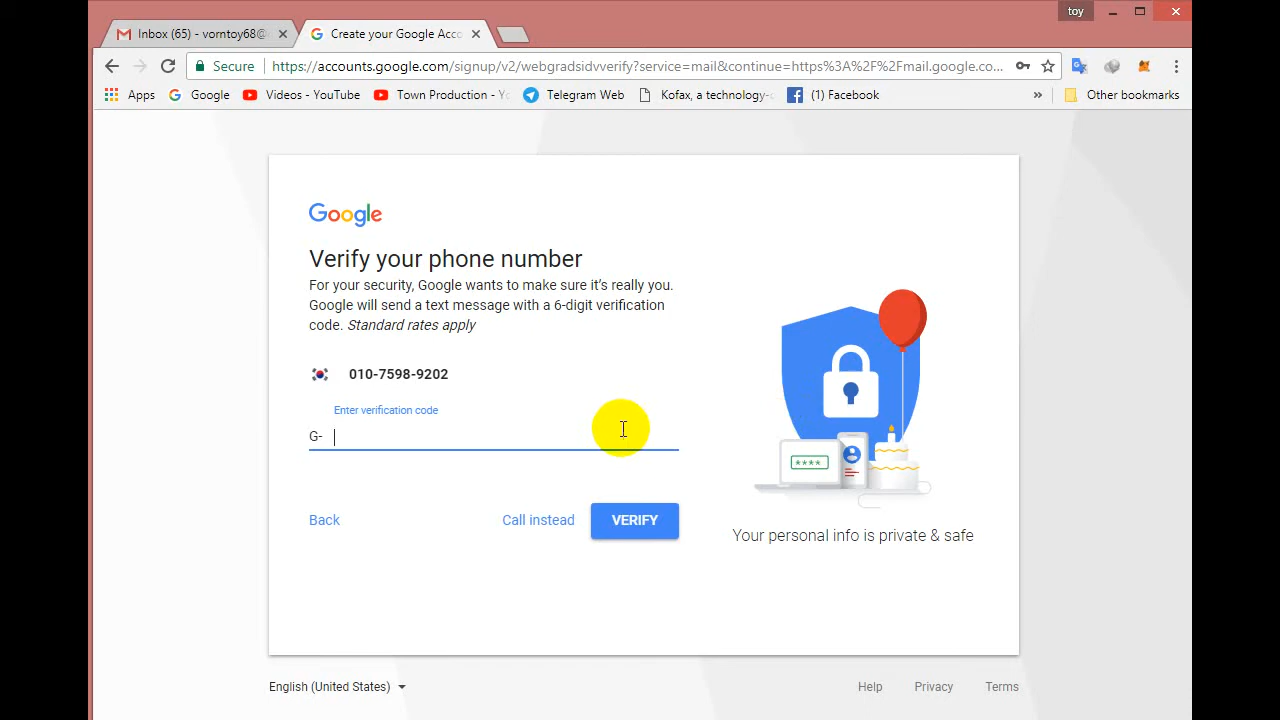 toy
Inbox (65) - vorntoy68@
Create your Google Acco
Secure https://accounts.google.com/signup/v2/webgradsidvverify?service=mail&continue=https%3A%2F%2Fmail.google.co...
Apps Google Videos - YouTube Town Production - Yo Telegram Web Kofax, a technology-c (1) Facebook » Other bookmarks
Google
Verify your phone number
For your security, Google wants to make sure it's really you.
Google will send a text message with a 6-digit verification
code. Standard rates apply
010-7598-9202
Enter verification code
G-
****
Back Call instead VERIFY
Your personal info is private & safe
English (United States) Help Privacy Terms